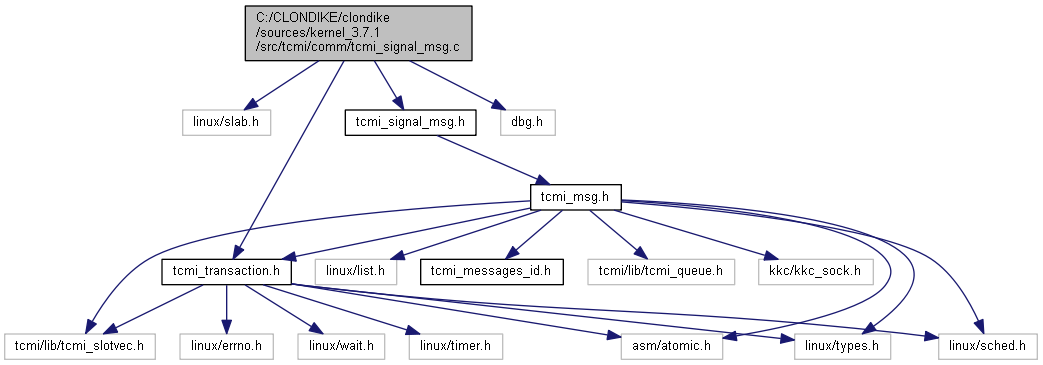 C:/CLONDIKE/clondike
/sources/kernel_3.7.1
/src/tcmi/comm/tcmi_signal_msg.c
linux/slab.h
tcmi_signal_msg.h
dbg.h
tcmi_msg.h
tcmi_transaction.h
linux/list.h
tcmi_messages_id.h
tcmi/lib/tcmi_queue.h
kkc/kkc_sock.h
tcmi/lib/tcmi_slotvec.h
linux/errno.h
linux/wait.h
linux/timer.h
asm/atomic.h
linux/types.h
linux/sched.h